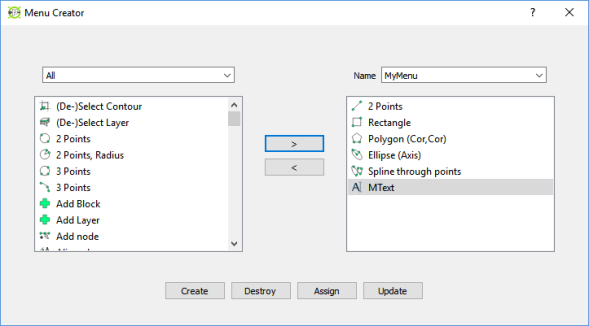 Menu Creator
?
All
Name MyMenu
(De-)Select Contour
(De-)Select Layer
2 Points
2 Points, Radius
3 Points
3 Points
Add Block
Add Layer
Add node
>
<
2 Points
Rectangle
Polygon (Cor,Cor)
Ellipse (Axis)
Spline through points
MText
Create Destroy Assign Update